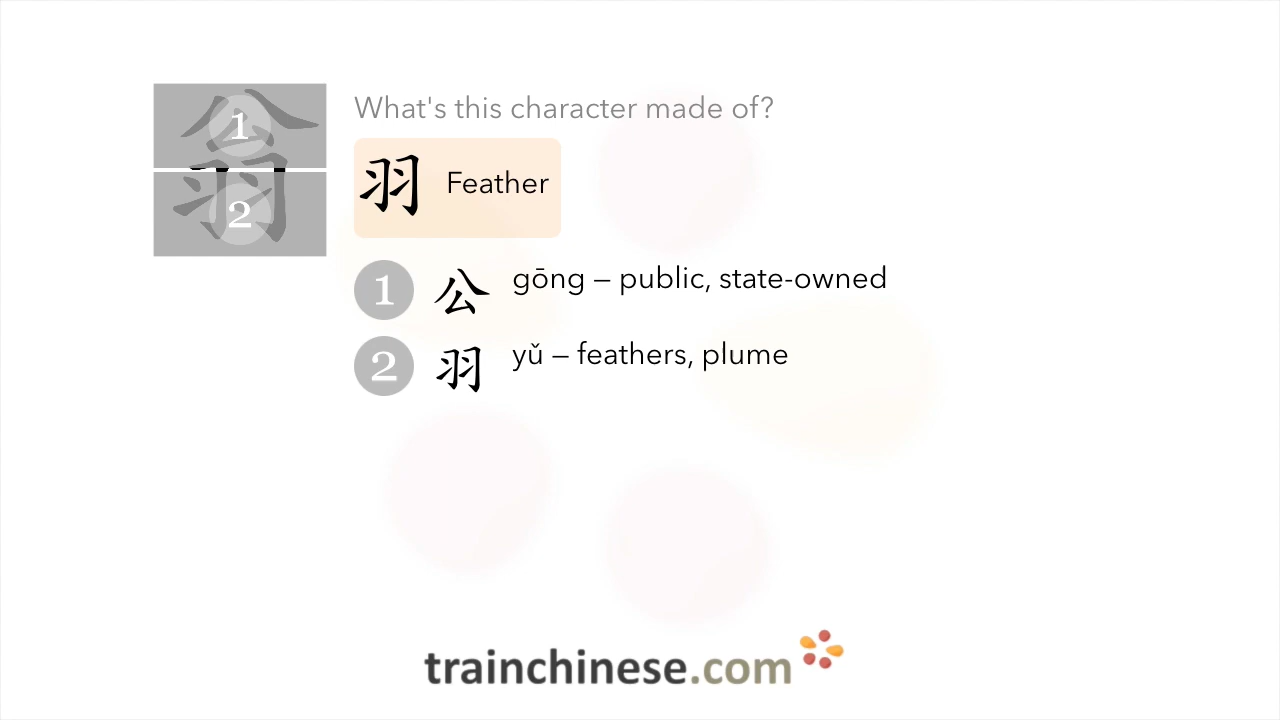 翁
1
2
What's this character made of?
羽 Feather
1 公 gōng – public, state-owned
2 羽 yǔ – feathers, plume
trainchinese.com